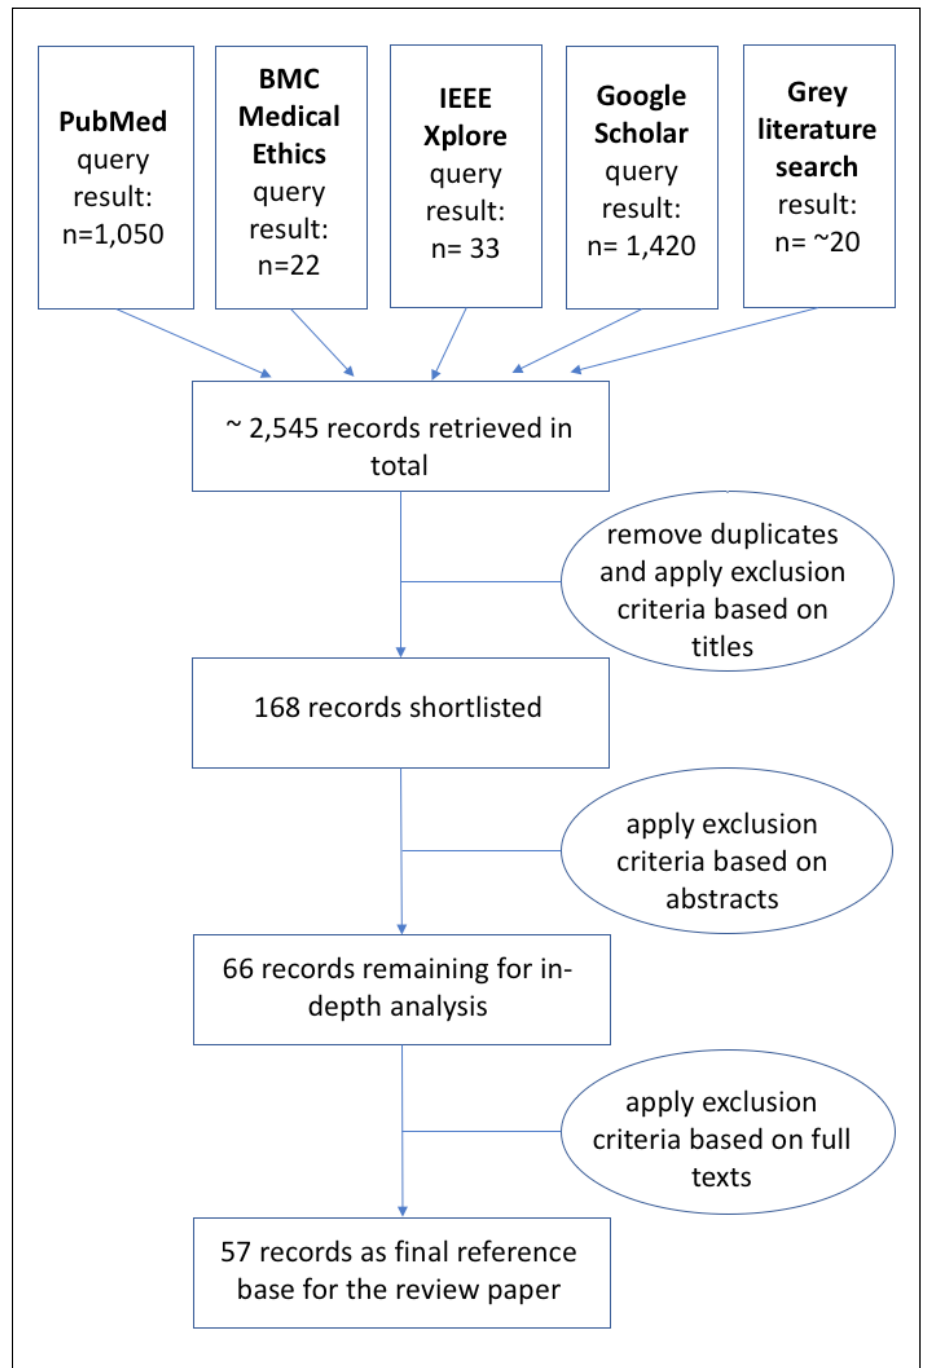 PubMed
query
result:
n=1,050
BMC
Medical
Ethics
query
result:
n=22
IEEE
Xplore
query
result:
n= 33
Google
Scholar
query
result:
n= 1,420
Grey
literature
search
result:
n= ~20
~ 2,545 records retrieved in
total
remove duplicates
and apply exclusion
criteria based on
titles
168 records shortlisted
apply exclusion
criteria based on
abstracts
66 records remaining for in-
depth analysis
apply exclusion
criteria based on full
texts
57 records as final reference
base for the review paper